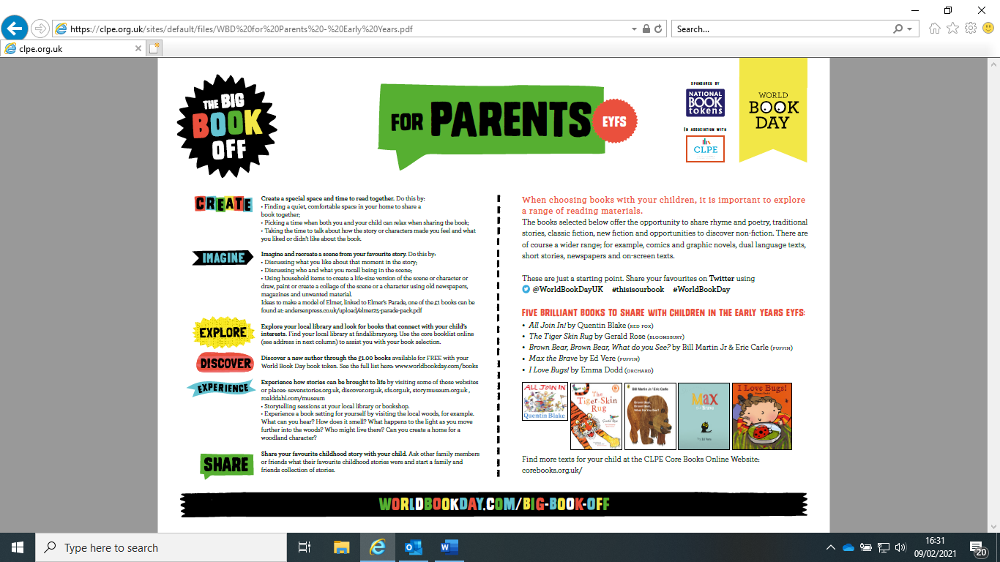 https://clpe.org.uk/sites/default/files/WBD%20for%20Parents%20-%20Early%20Years.pdf
Search...
clpe.org.uk
THE BIG
BOOK
OFF
FOR PARENTS
EYFS
SPONSORED BY
NATIONAL
BOOK
tokens
IN ASSOCIATION WITH
CLPE
WORLD
BOOK
DAY
CREATE
Create a special space and time to read together. Do this by:
• Finding a quiet, comfortable space in your home to share a
book together;
• Picking a time when both you and your child can relax when sharing the book;
• Taking the time to talk about how the story or characters made you feel and what
you liked or didn't like about the book.
IMAGINE
Imagine and recreate a scene from your favourite story. Do this by:
• Discussing what you like about that moment in the story;
• Discussing who and what you recall being in the scene;
• Using household items to create a life-size version of the scene or character or
draw, paint or create a collage of the scene or a character using old newspapers,
magazines and unwanted material.
Ideas to make a model of Elmer, linked to Elmer's Parade, one of the £1 books can be
found at: andersenpress.co.uk/upload/elmer25-parade-pack.pdf
EXPLORE
Explore your local library and look for books that connect with your child's
interests. Find your local library at findalibrary.org. Use the core booklist online
(see address in next column) to assist you with your book selection.
DISCOVER
Discover a new author through the £1.00 books available for FREE with your
World Book Day book token. See the full list here: www.worldbookday.com/books
EXPERIENCE
Experience how stories can be brought to life by visiting some of these websites
or places: sevenstories.org.uk, discover.org.uk, sfs.org.uk, storymuseum.org.uk ,
roalddahl.com/museum
• Storytelling sessions at your local library or bookshop.
• Experience a book setting for yourself by visiting the local woods, for example.
What can you hear? How does it smell? What happens to the light as you move
further into the woods? Who might live there? Can you create a home for a
woodland character?
SHARE
Share your favourite childhood story with your child. Ask other family members
or friends what their favourite childhood stories were and start a family and
friends collection of stories.
When choosing books with your children, it is important to explore
a range of reading materials.
The books selected below offer the opportunity to share rhyme and poetry, traditional
stories, classic fiction, new fiction and opportunities to discover non-fiction. There are
of course a wider range; for example, comics and graphic novels, dual language texts,
short stories, newspapers and on-screen texts.
These are just a starting point. Share your favourites on Twitter using
@WorldBookDayUK #thisisourbook #WorldBookDay
FIVE BRILLIANT BOOKS TO SHARE WITH CHILDREN IN THE EARLY YEARS EYFS:
• All Join In! by Quentin Blake (RED FOX)
• The Tiger Skin Rug by Gerald Rose (BLOOMSBURY)
• Brown Bear, Brown Bear, What do you See? by Bill Martin Jr & Eric Carle (PUFFIN)
• Max the Brave by Ed Vere (PUFFIN)
• I Love Bugs! by Emma Dodd (ORCHARD)
ALL JOIN IN
Quentin Blake
The
Tiger-Skin
Rug
Gerald Rose
Bill Martin Jr / Eric Carle
Brown Bear,
Brown Bear,
What Do You See?
Max
the Brave
by Ed Vere
I Love Bugs!
Emma Dodd
Find more texts for your child at the CLPE Core Books Online Website:
corebooks.org.uk/
WORLDBOOKDAY.COM/BIG-BOOK-OFF
Type here to search
16:31
09/02/2021
20